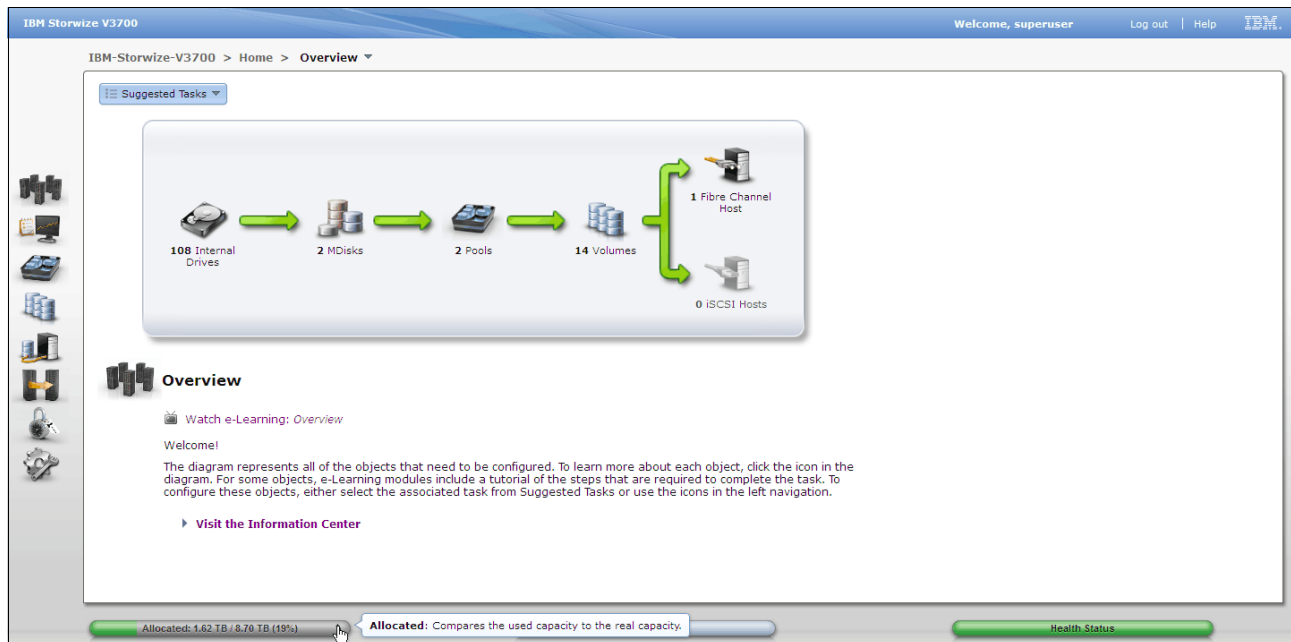 IBM Storwize V3700
Welcome, superuser
Log out | Help
IBM.
IBM-Storwize-V3700 > Home > Overview
Suggested Tasks
1 Fibre Channel
Host
108 Internal
Drives
2 MDisks
2 Pools
14 Volumes
0 iSCSI Hosts
Overview
Watch e-Learning: Overview
Welcome!
The diagram represents all of the objects that need to be configured. To learn more about each object, click the icon in the
diagram. For some objects, e-Learning modules include a tutorial of the steps that are required to complete the task. To
configure these objects, either select the associated task from Suggested Tasks or use the icons in the left navigation.
Visit the Information Center
Allocated: 1.62 TB / 8.70 TB (19%)
Allocated: Compares the used capacity to the real capacity.
Health Status